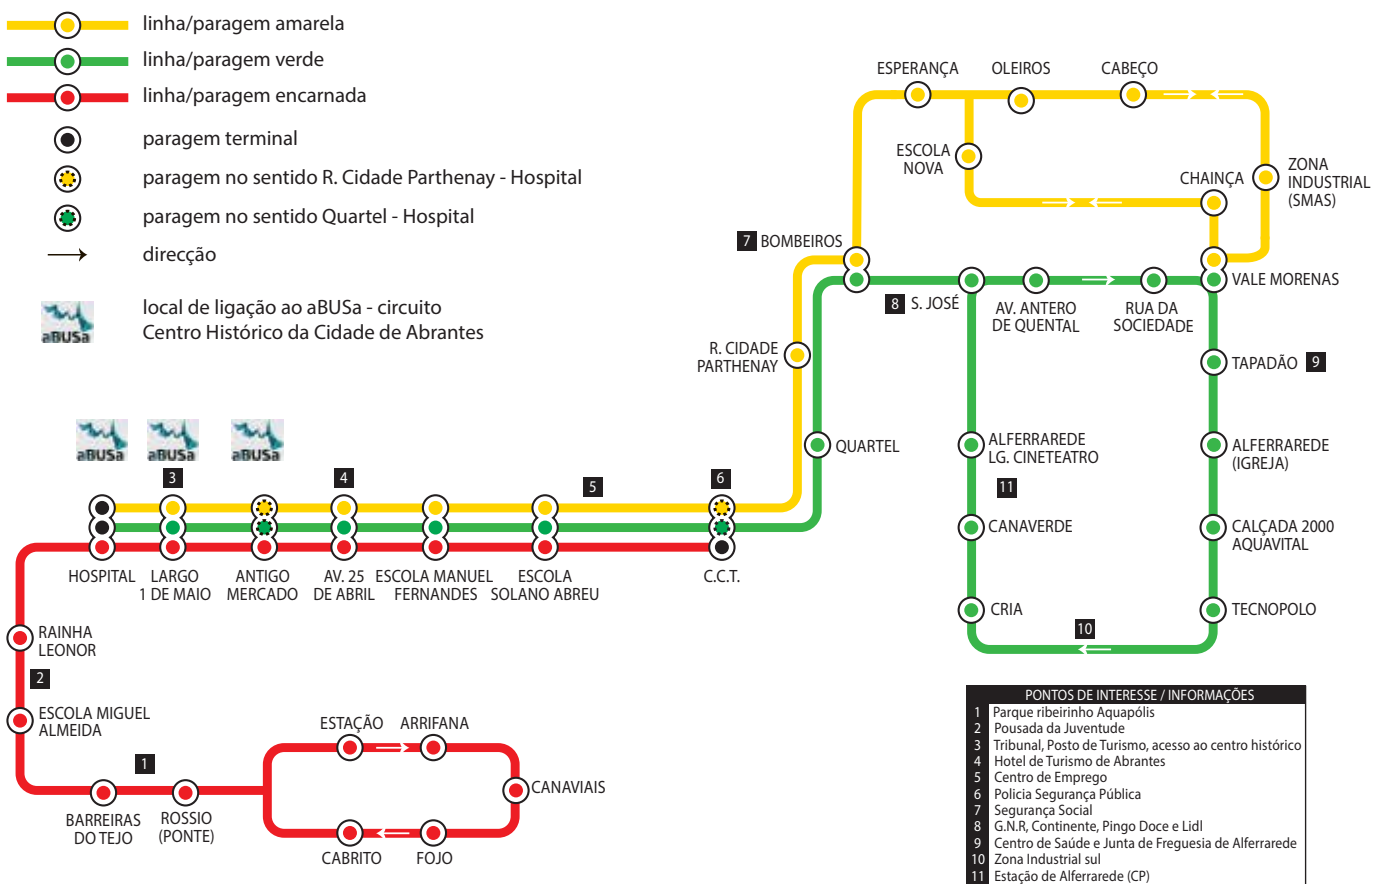 linha/paragem amarela
linha/paragem verde
linha/paragem encarnada
paragem terminal
paragem no sentido R. Cidade Parthenay - Hospital
paragem no sentido Quartel - Hospital
direcção
aBUSa
local de ligação ao aBUSa - circuito
Centro Histórico da Cidade de Abrantes
ESPERANÇA
OLEIROS
CABEÇO
ESCOLA
NOVA
CHAINÇA
ZONA
INDUSTRIAL
(SMAS)
7 BOMBEIROS
8 S. JOSÉ
AV. ANTERO
DE QUENTAL
RUA DA
SOCIEDADE
VALE MORENAS
R. CIDADE
PARTHENAY
TAPADÃO 9
QUARTEL
ALFERRAREDE
LG. CINETEATRO
11
ALFERRAREDE
(IGREJA)
CANAVERDE
CALÇADA 2000
AQUAVITAL
CRIA
TECNOPOLO
10
aBUSa
aBUSa
aBUSa
3
4
5
6
HOSPITAL
LARGO
1 DE MAIO
ANTIGO
MERCADO
AV. 25
DE ABRIL
ESCOLA MANUEL
FERNANDES
ESCOLA
SOLANO ABREU
C.C.T.
RAINHA
LEONOR
2
ESCOLA MIGUEL
ALMEIDA
1
BARREIRAS
DO TEJO
ROSSIO
(PONTE)
ESTAÇÃO
ARRIFANA
CANAVIAIS
CABRITO
FOJO
PONTOS DE INTERESSE / INFORMAÇÕES
1 Parque ribeirinho Aquapólis
2 Pousada da Juventude
3 Tribunal, Posto de Turismo, acesso ao centro histórico
4 Hotel de Turismo de Abrantes
5 Centro de Emprego
6 Policia Segurança Pública
7 Segurança Social
8 G.N.R, Continente, Pingo Doce e Lidl
9 Centro de Saúde e Junta de Freguesia de Alferrarede
10 Zona Industrial sul
11 Estação de Alferrarede (CP)